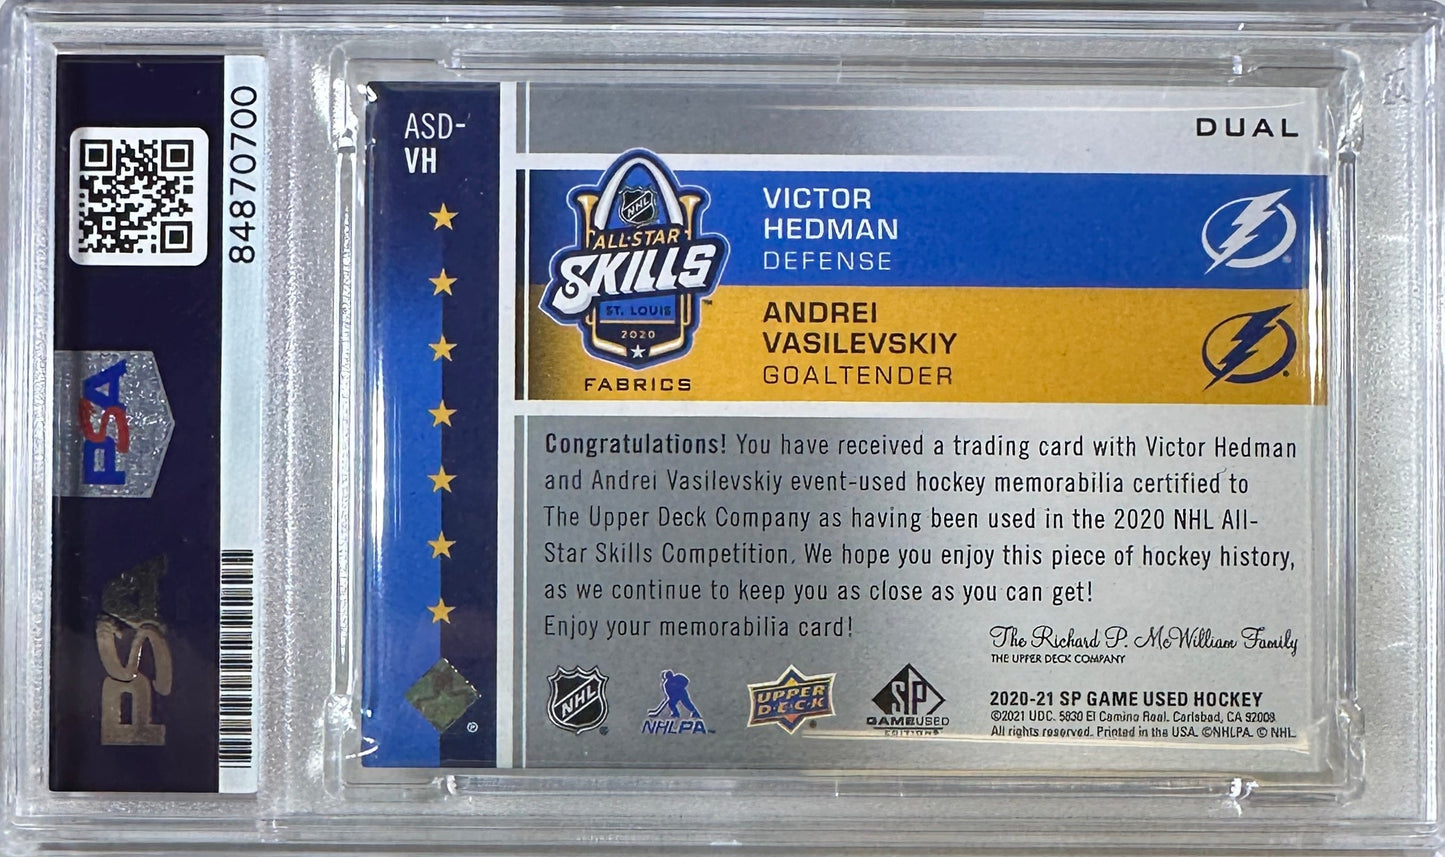 84870700
PSA
PSA
ASD-
VH
DUAL
NHL
ALL-STAR
SKILLS
ST. LOUIS
2020
FABRICS
VICTOR
HEDMAN
DEFENSE
ANDREI
VASILEVSKIY
GOALTENDER
Congratulations! You have received a trading card with Victor Hedman
and Andrei Vasilevskiy event-used hockey memorabilia certified to
The Upper Deck Company as having been used in the 2020 NHL All-
Star Skills Competition. We hope you enjoy this piece of hockey history,
as we continue to keep you as close as you can get!
Enjoy your memorabilia card!
The Richard P. McWilliam Family
THE UPPER DECK COMPANY
NHL
NHLPA
UPPER
DECK
SP
GAMEUSED
EDITIONS
2020-21 SP GAME USED HOCKEY
©2021 UDC. 5830 El Camino Real. Carlsbad, CA 92008.
All rights reserved. Printed in the USA. ©NHLPA. © NHL.